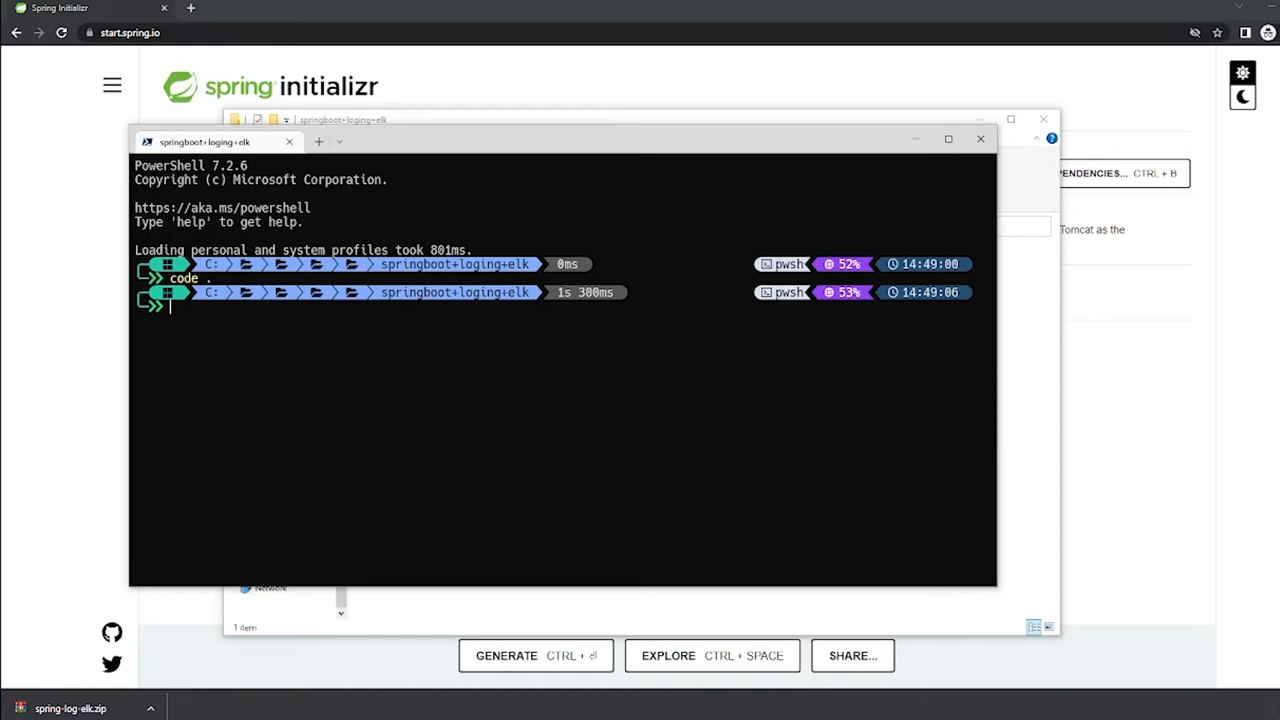 Spring Initializr
start.spring.io
spring initializr
springboot+loging+elk
springboot+loging+elk
PowerShell 7.2.6
Copyright (c) Microsoft Corporation.
https://aka.ms/powershell
Type 'help' to get help.
Loading personal and system profiles took 801ms.
C: springboot+loging+elk 0ms pwsh 52% 14:49:00
code .
C: springboot+loging+elk 1s 300ms pwsh 53% 14:49:06
PENDENCIES... CTRL + B
Tomcat as the
Network
1 item
GENERATE CTRL + ⏎
EXPLORE CTRL + SPACE
SHARE...
spring-log-elk.zip